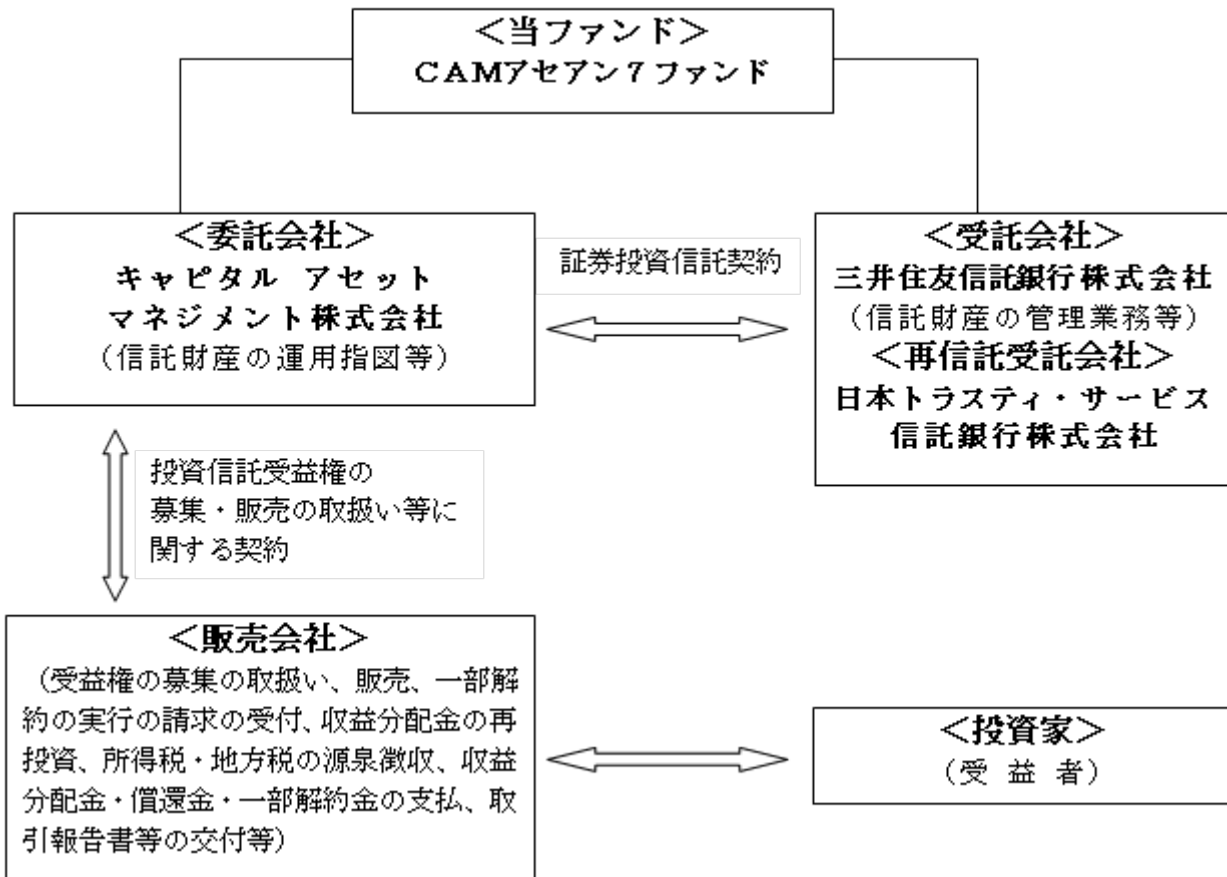 ＜当ファンド＞
ＣＡＭアセアン７ファンド
＜委託会社＞
キャピタル アセット
マネジメント株式会社
（信託財産の運用指図等）
証券投資信託契約
＜受託会社＞
三井住友信託銀行株式会社
（信託財産の管理業務等）
＜再信託受託会社＞
日本トラスティ・サービス
信託銀行株式会社
投資信託受益権の
募集・販売の取扱い等に
関する契約
＜販売会社＞
（受益権の募集の取扱い、販売、一部解
約の実行の請求の受付、収益分配金の再
投資、所得税・地方税の源泉徴収、収益
分配金・償還金・一部解約金の支払、取
引報告書等の交付等）
＜投資家＞
（受 益 者）